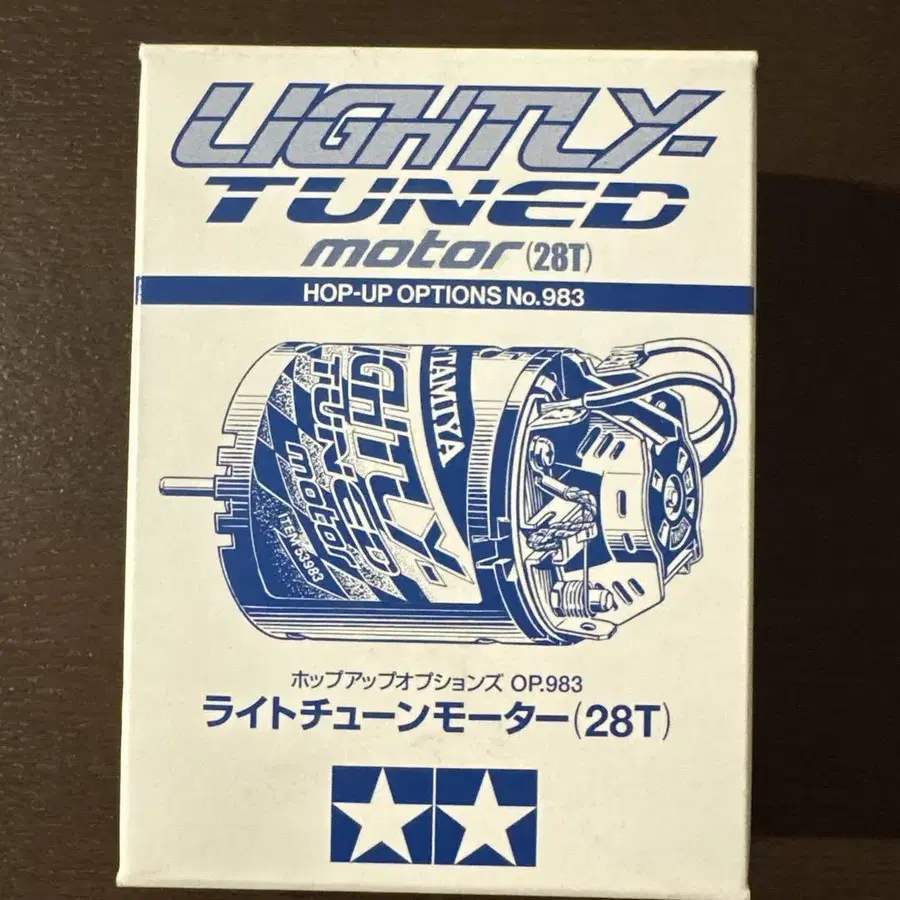 LIGHTLY-
TUNED
motor (28T)
HOP-UP OPTIONS No.983
LIGHTLY-
TUNED
motor
ITEM 53983
TAMIYA
ホップアップオプションズ OP.983
ライトチューンモーター(28T)